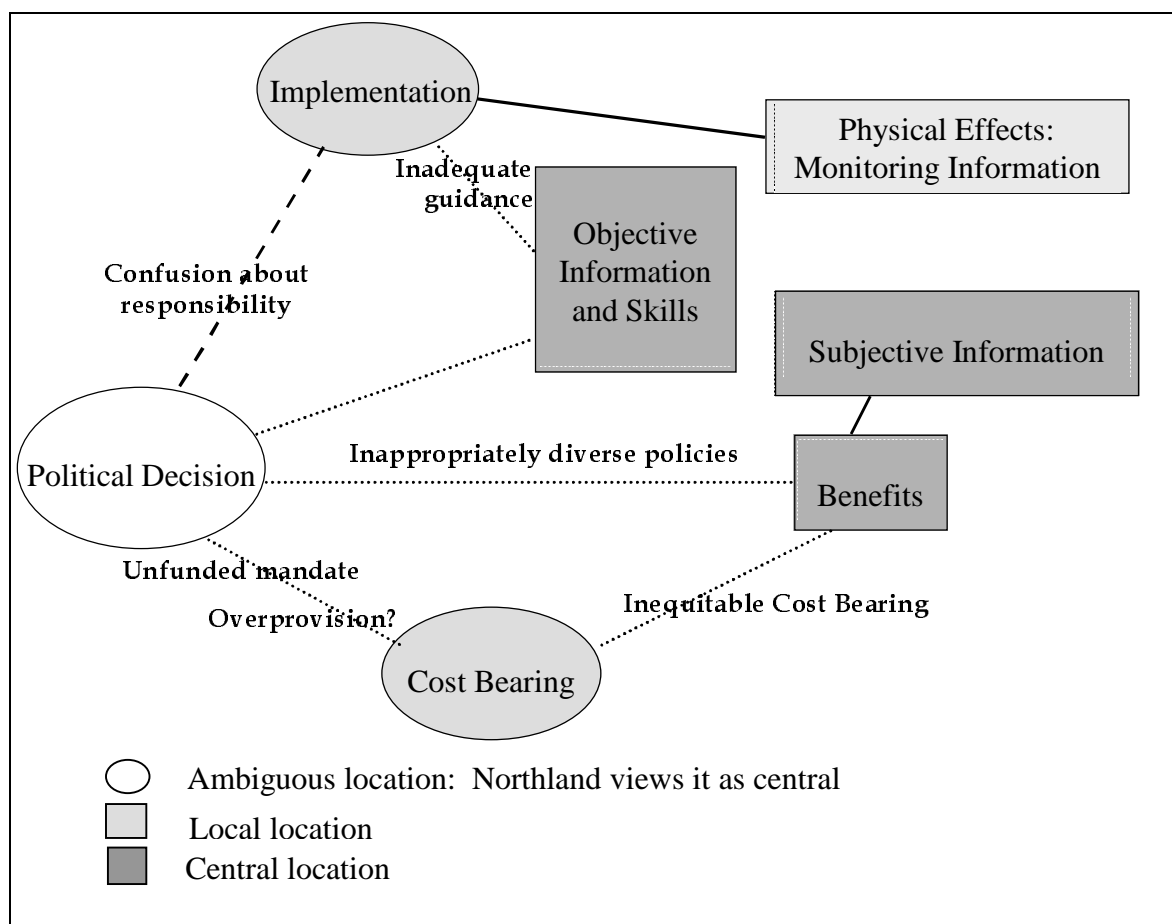 Implementation
Physical Effects:
Monitoring Information
Inadequate
guidance
Objective
Information
and Skills
Confusion about
responsibility
Subjective Information
Political Decision
Inappropriately diverse policies
Benefits
Unfunded mandate
Overprovision?
Inequitable Cost Bearing
Cost Bearing
Ambiguous location: Northland views it as central
Local location
Central location